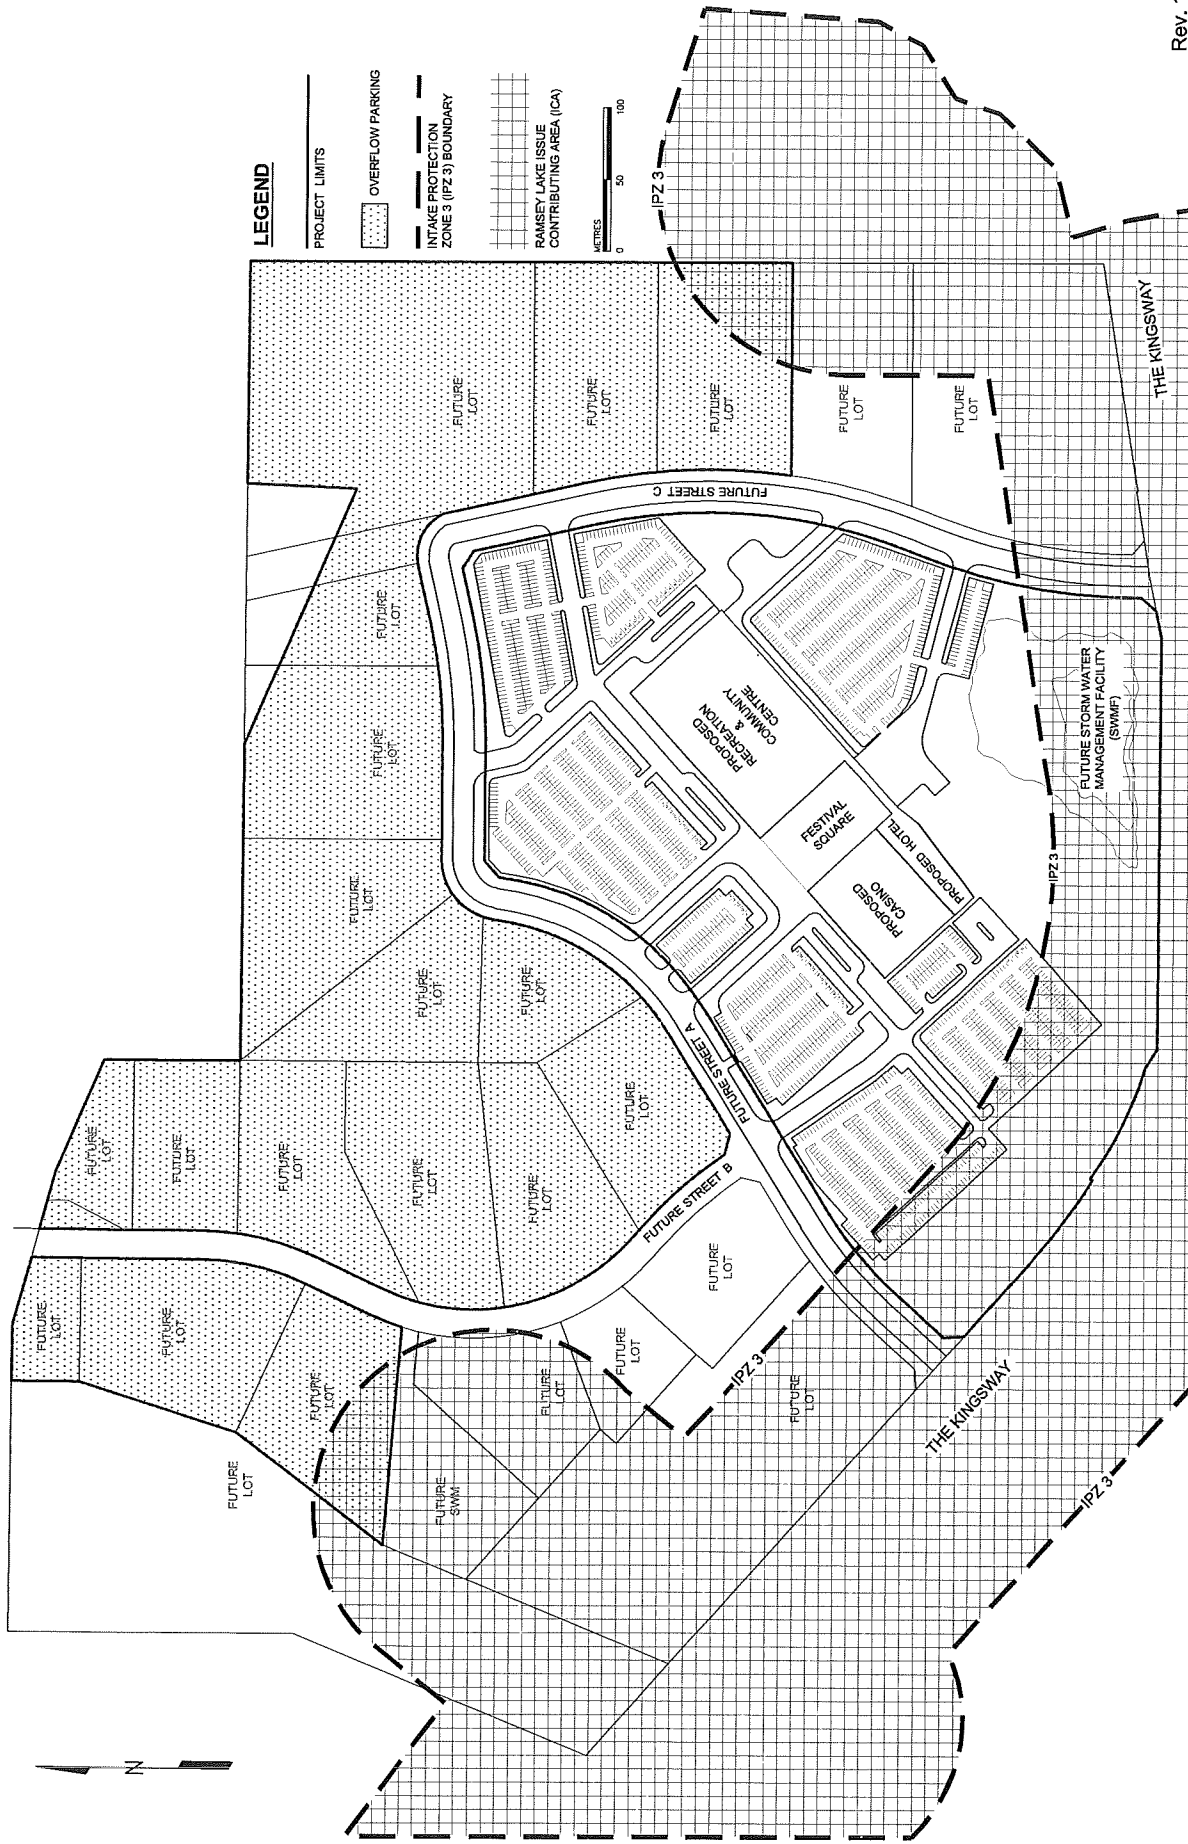 Rev. 1
LEGEND
PROJECT LIMITS
OVERFLOW PARKING
INTAKE PROTECTION
ZONE 3 (IPZ 3) BOUNDARY
RAMSEY LAKE ISSUE
CONTRIBUTING AREA (ICA)
METRES
0 50 100
N
IPZ 3
FUTURE
LOT
FUTURE
LOT
FUTURE
LOT
FUTURE
LOT
FUTURE
LOT
THE KINGSWAY
FUTURE STREET C
FUTURE
LOT
FUTURE
LOT
FUTURE
LOT
FUTURE
LOT
FUTURE
LOT
FUTURE
LOT
FUTURE
LOT
FUTURE
LOT
FUTURE
LOT
FUTURE
LOT
FUTURE
LOT
PROPOSED
COMMUNITY
&
RECREATION
CENTRE
FESTIVAL
SQUARE
PROPOSED HOTEL
PROPOSED
CASINO
FUTURE STORM WATER
MANAGEMENT FACILITY
(SWMF)
IPZ 3
FUTURE STREET A
FUTURE STREET A
FUTURE STREET B
FUTURE
LOT
FUTURE
LOT
FUTURE
LOT
FUTURE
LOT
FUTURE
LOT
FUTURE
LOT
FUTURE
LOT
FUTURE
LOT
FUTURE
SWM
IPZ 3
THE KINGSWAY
IPZ 3